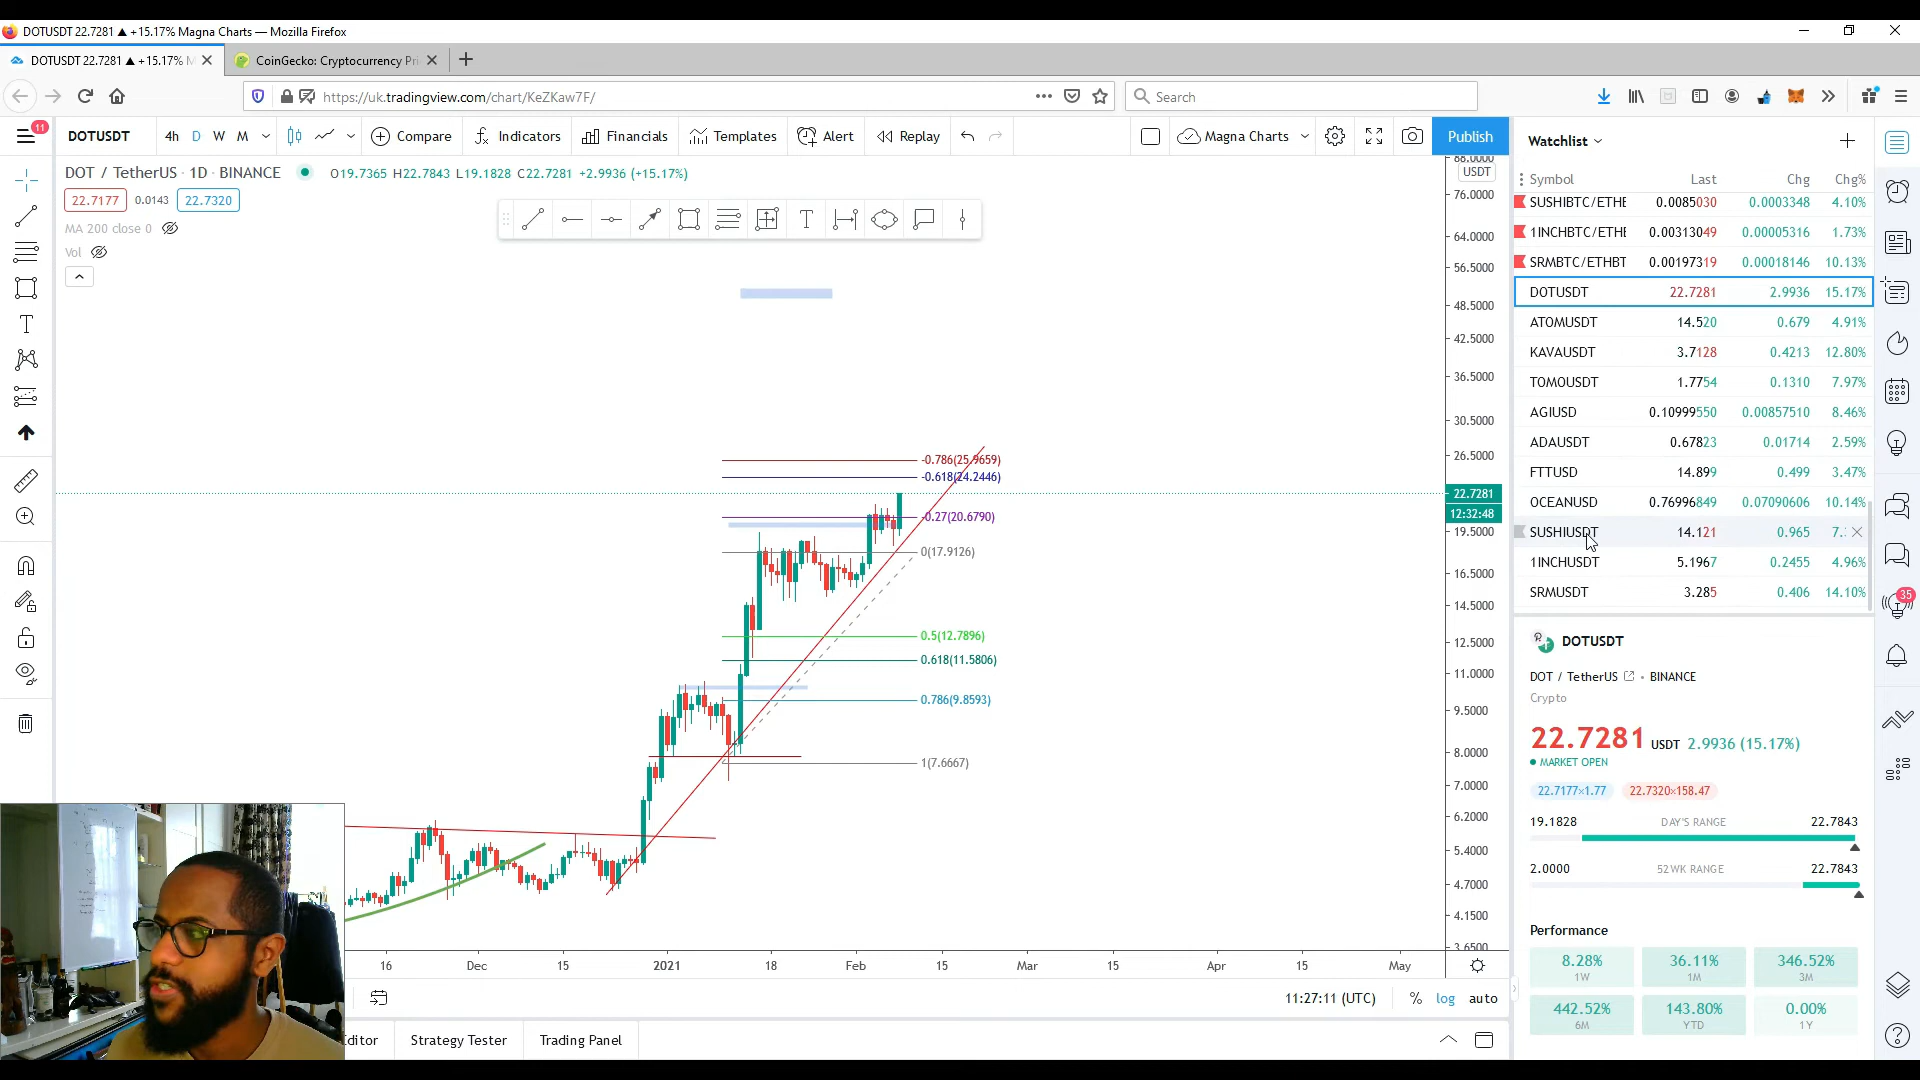 DOTUSDT 22.7281 ▲ +15.17% Magna Charts — Mozilla Firefox
DOTUSDT 22.7281 ▲ +15.17% M
CoinGecko: Cryptocurrency Pri
https://uk.tradingview.com/chart/KeZKaw7F/
Search
11
DOTUSDT
4h D W M
Compare
Indicators
Financials
Templates
Alert
Replay
Magna Charts
Publish
DOT / TetherUS · 1D · BINANCE
O19.7365 H22.7843 L19.1828 C22.7281 +2.9936 (+15.17%)
22.7177 0.0143 22.7320
MA 200 close 0
Vol
88.0000
USDT
76.0000
64.0000
56.5000
48.5000
42.5000
36.5000
30.5000
26.5000
22.7281
12:32:48
19.5000
16.5000
14.5000
12.5000
11.0000
9.5000
8.0000
7.0000
6.2000
5.4000
4.7000
4.1500
3.6500
-0.786(25.9659)
-0.618(24.2446)
-0.27(20.6790)
0(17.9126)
0.5(12.7896)
0.618(11.5806)
0.786(9.8593)
1(7.6667)
16 Dec 15 2021 18 Feb 15 Mar 15 Apr 15 May
11:27:11 (UTC) % log auto
ditor
Strategy Tester
Trading Panel
Watchlist
Symbol Last Chg Chg%
SUSHIBTC/ETHE 0.0085030 0.0003348 4.10%
1INCHBTC/ETHE 0.00313049 0.00005316 1.73%
SRMBTC/ETHBT 0.00197319 0.00018146 10.13%
DOTUSDT 22.7281 2.9936 15.17%
ATOMUSDT 14.520 0.679 4.91%
KAVAUSDT 3.7128 0.4213 12.80%
TOMOUSDT 1.7754 0.1310 7.97%
AGIUSD 0.10999550 0.00857510 8.46%
ADAUSDT 0.67823 0.01714 2.59%
FTTUSD 14.899 0.499 3.47%
OCEANUSD 0.76996849 0.07090606 10.14%
SUSHIUSDT 14.121 0.965 7.
1INCHUSDT 5.1967 0.2455 4.96%
SRMUSDT 3.285 0.406 14.10%
35
DOTUSDT
DOT / TetherUS • BINANCE
Crypto
22.7281 USDT 2.9936 (15.17%)
MARKET OPEN
22.7177×1.77 22.7320×158.47
19.1828 DAY'S RANGE 22.7843
2.0000 52WK RANGE 22.7843
Performance
8.28% 36.11% 346.52%
1W 1M 3M
442.52% 143.80% 0.00%
6M YTD 1Y